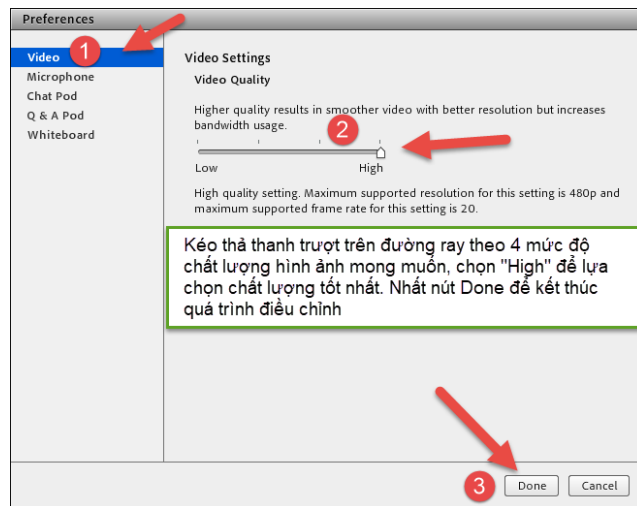 Preferences
Video 1
Microphone
Chat Pod
Q & A Pod
Whiteboard
Video Settings
Video Quality
Higher quality results in smoother video with better resolution but increases
bandwidth usage.
2
Low High
High quality setting. Maximum supported resolution for this setting is 480p and
maximum supported frame rate for this setting is 20.
Kéo thả thanh trượt trên đường ray theo 4 mức độ
chất lượng hình ảnh mong muốn, chọn "High" để lựa
chọn chất lượng tốt nhất. Nhất nút Done để kết thúc
quá trình điều chỉnh
3 Done Cancel